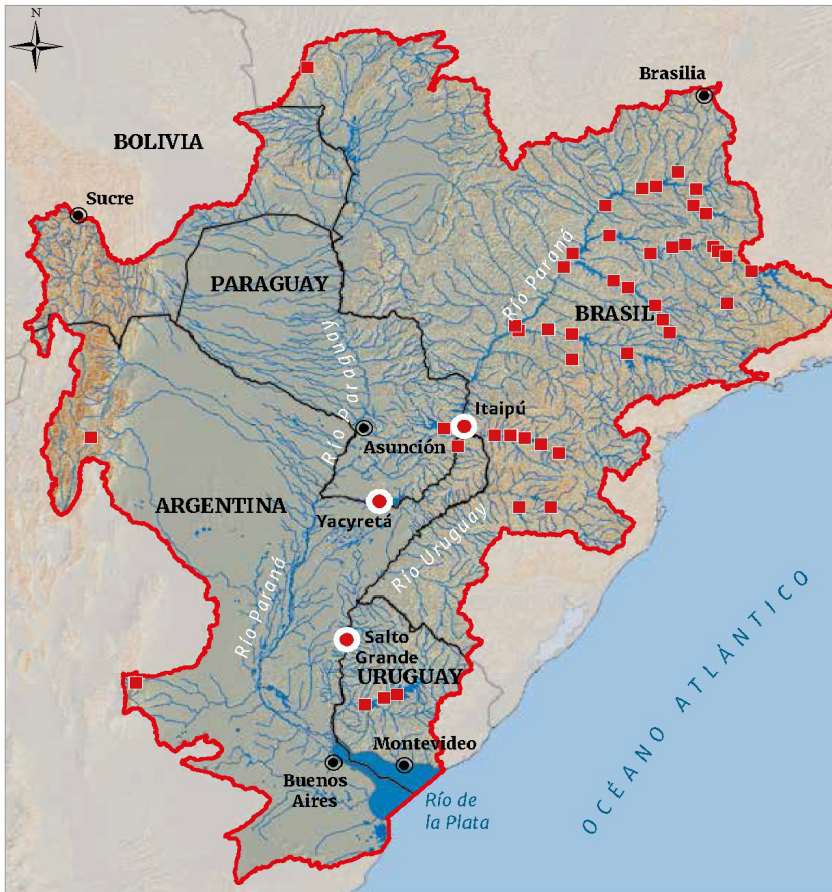 N
Brasilia
BOLIVIA
Sucre
Río Paraná
PARAGUAY
BRASIL
Río Paraguay
Itaipú
Asunción
ARGENTINA
Yacyretá
Río Uruguay
Río Paraná
Salto
Grande
URUGUAY
OCÉANO ATLÁNTICO
Montevideo
Buenos
Aires
Río de
la Plata